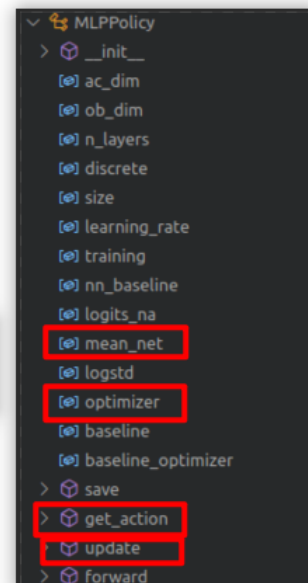 MLPPolicy
__init__
ac_dim
ob_dim
n_layers
discrete
size
learning_rate
training
nn_baseline
logits_na
mean_net
logstd
optimizer
baseline
baseline_optimizer
save
get_action
update
forward